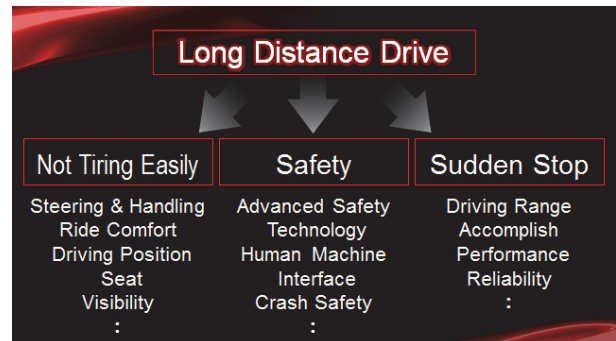 Long Distance Drive
Not Tiring Easily
Steering & Handling
Ride Comfort
Driving Position
Seat
Visibility
:
Safety
Advanced Safety
Technology
Human Machine
Interface
Crash Safety
:
Sudden Stop
Driving Range
Accomplish
Performance
Reliability
: